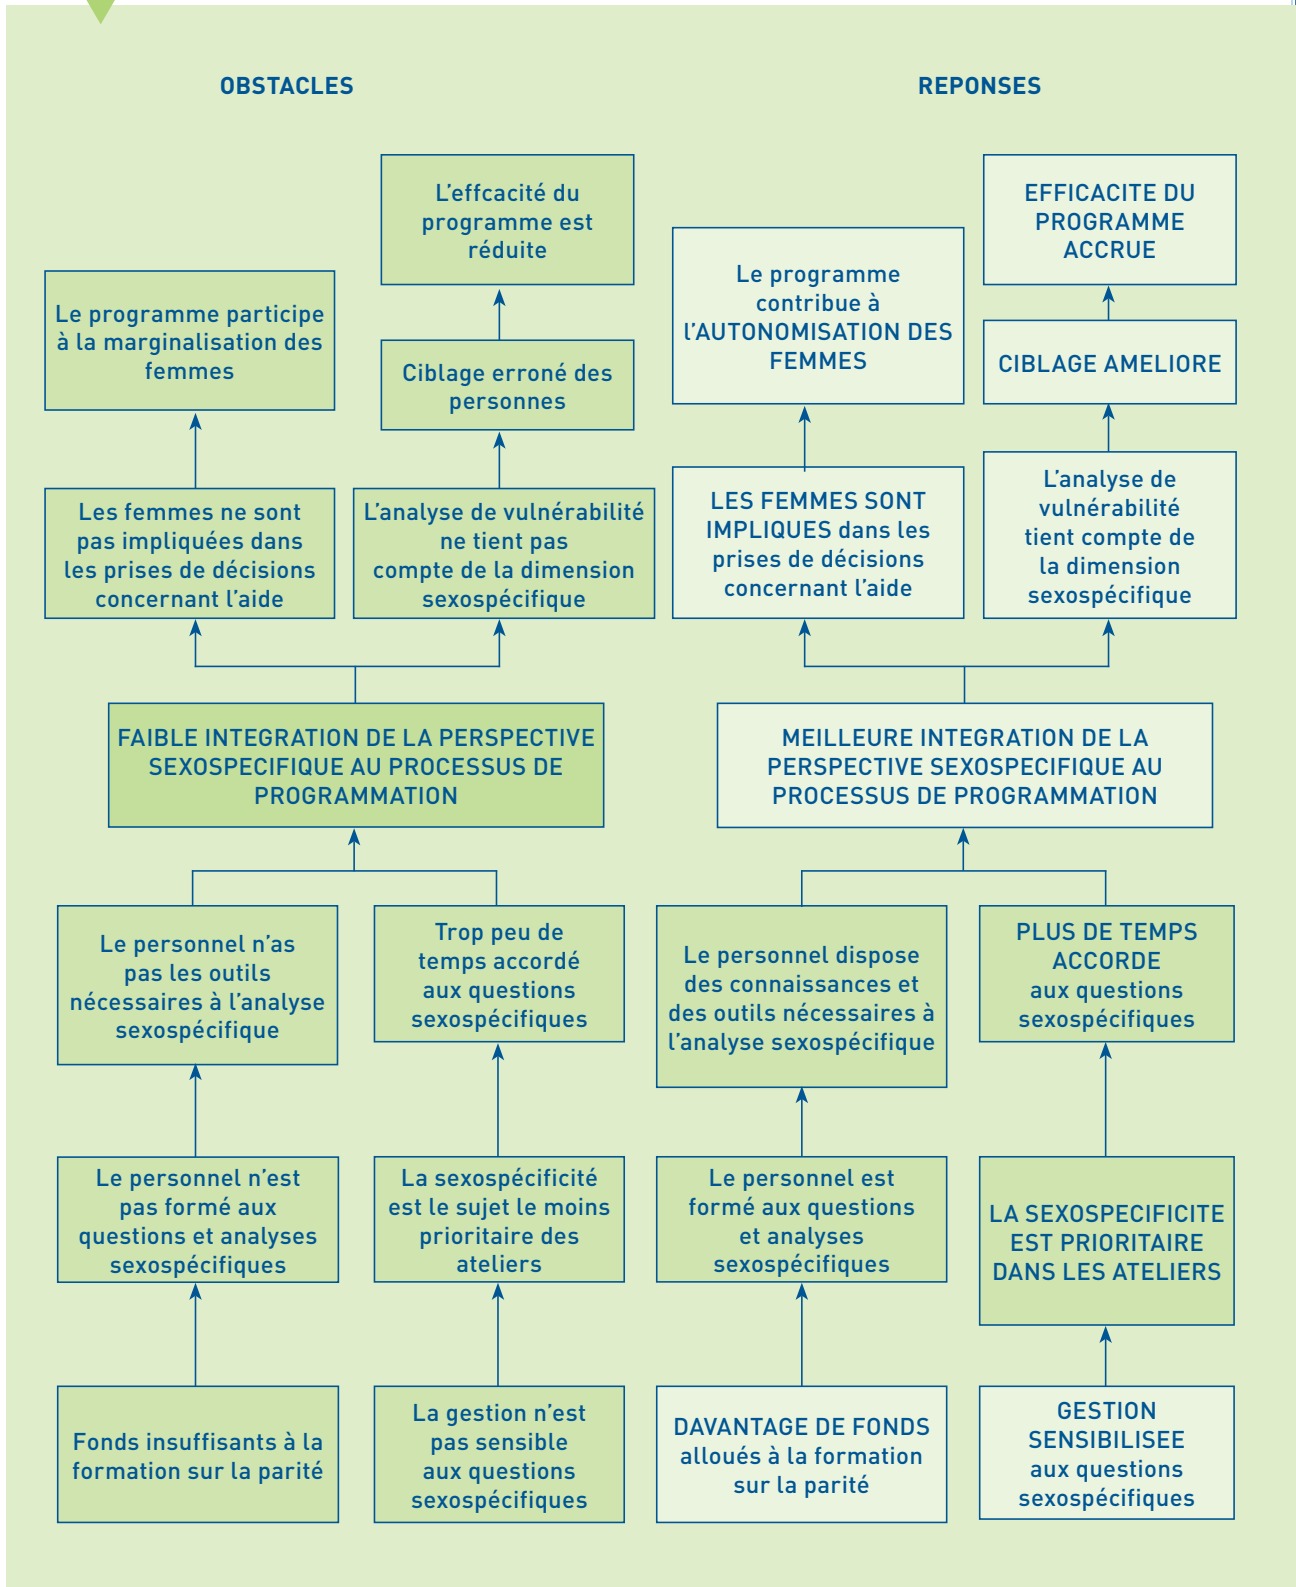 OBSTACLES
L'effcacité du
programme est
réduite
Le programme participe
à la marginalisation des
femmes
Ciblage erroné des
personnes
Les femmes ne sont
pas impliquées dans
les prises de décisions
concernant l'aide
L'analyse de vulnérabilité
ne tient pas
compte de la dimension
sexospécifique
FAIBLE INTEGRATION DE LA PERSPECTIVE
SEXOSPECIFIQUE AU PROCESSUS DE
PROGRAMMATION
Le personnel n'as
pas les outils
nécessaires à l'analyse
sexospécifique
Trop peu de
temps accordé
aux questions
sexospécifiques
Le personnel n'est
pas formé aux
questions et analyses
sexospécifiques
La sexospécificité
est le sujet le moins
prioritaire des
ateliers
Fonds insuffisants à la
formation sur la parité
La gestion n'est
pas sensible
aux questions
sexospécifiques
REPONSES
EFFICACITE DU
PROGRAMME
ACCRUE
Le programme
contribue à
l'AUTONOMISATION DES
FEMMES
CIBLAGE AMELIORE
LES FEMMES SONT
IMPLIQUES dans les
prises de décisions
concernant l'aide
L'analyse de
vulnérabilité
tient compte de
la dimension
sexospécifique
MEILLEURE INTEGRATION DE LA
PERSPECTIVE SEXOSPECIFIQUE AU
PROCESSUS DE PROGRAMMATION
Le personnel dispose
des connaissances et
des outils nécessaires à
l'analyse sexospécifique
PLUS DE TEMPS
ACCORDE
aux questions
sexospécifiques
Le personnel est
formé aux questions
et analyses
sexospécifiques
LA SEXOSPECIFICITE
EST PRIORITAIRE
DANS LES ATELIERS
DAVANTAGE DE FONDS
alloués à la formation
sur la parité
GESTION
SENSIBILISEE
aux questions
sexospécifiques